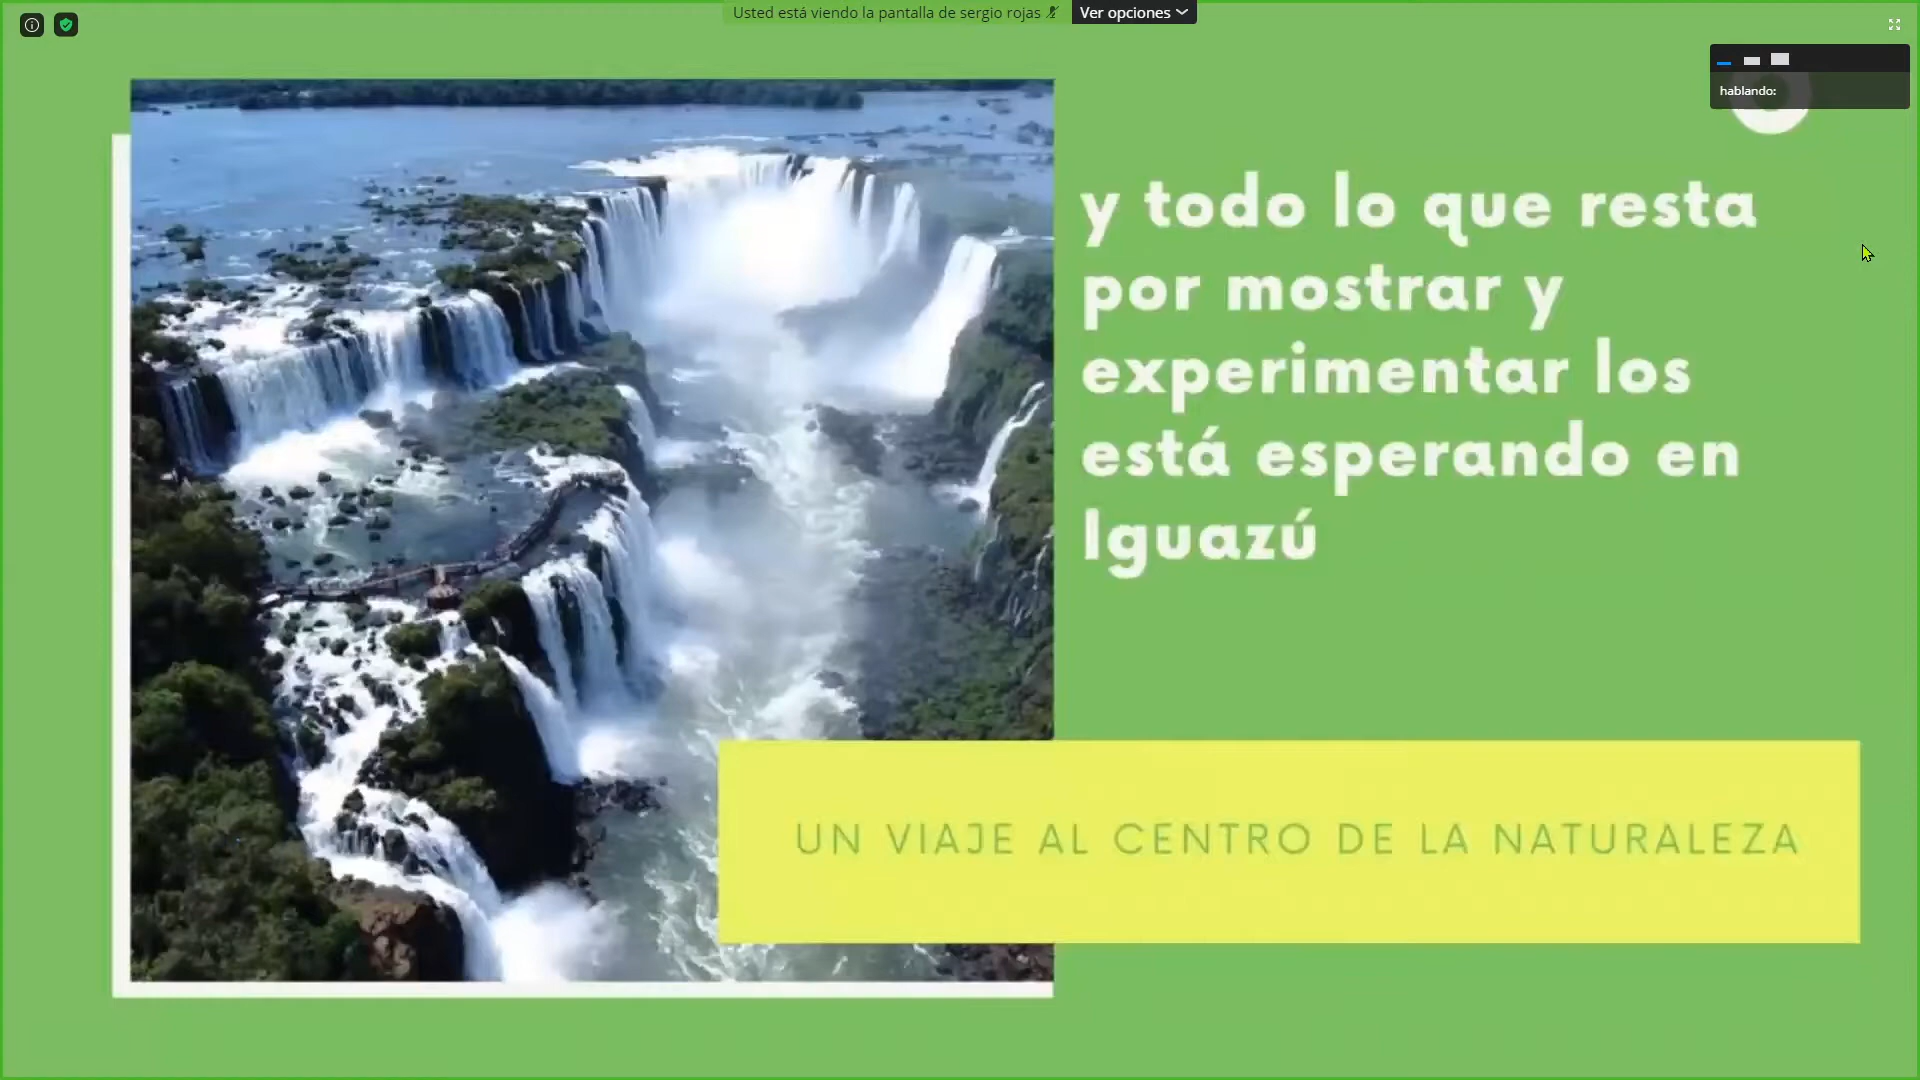 Usted está viendo la pantalla de sergio rojas
Ver opciones
hablando:
y todo lo que resta
por mostrar y
experimentar los
está esperando en
Iguazú
UN VIAJE AL CENTRO DE LA NATURALEZA